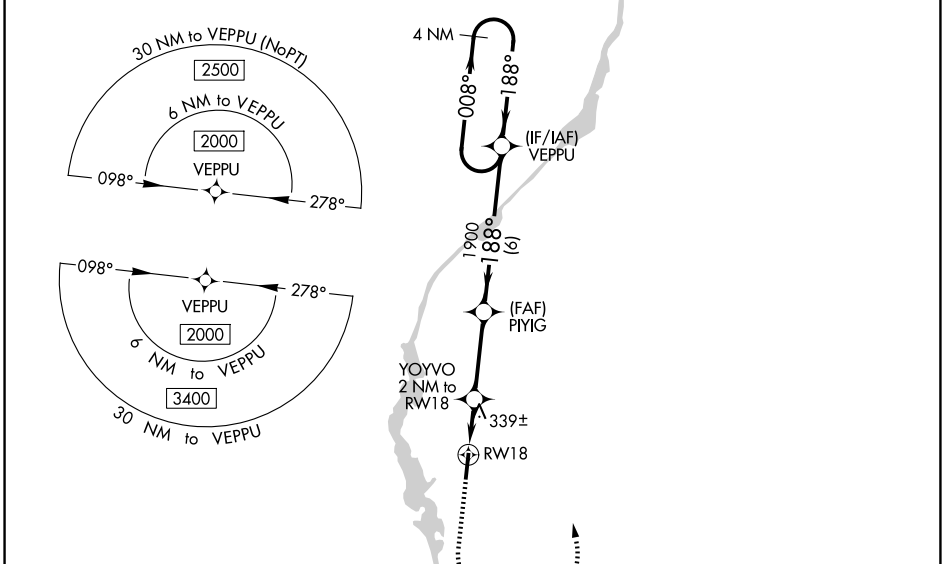 30 NM to VEPPU (NoPT)
2500
6 NM to VEPPU
2000
VEPPU
098°
278°
098°
278°
VEPPU
2000
6 NM to VEPPU
3400
30 NM to VEPPU
4 NM
008°
188°
(IF/IAF)
VEPPU
1900
188°
(6)
(FAF)
PIYIG
YOYVO
2 NM to
RW18
339±
RW18